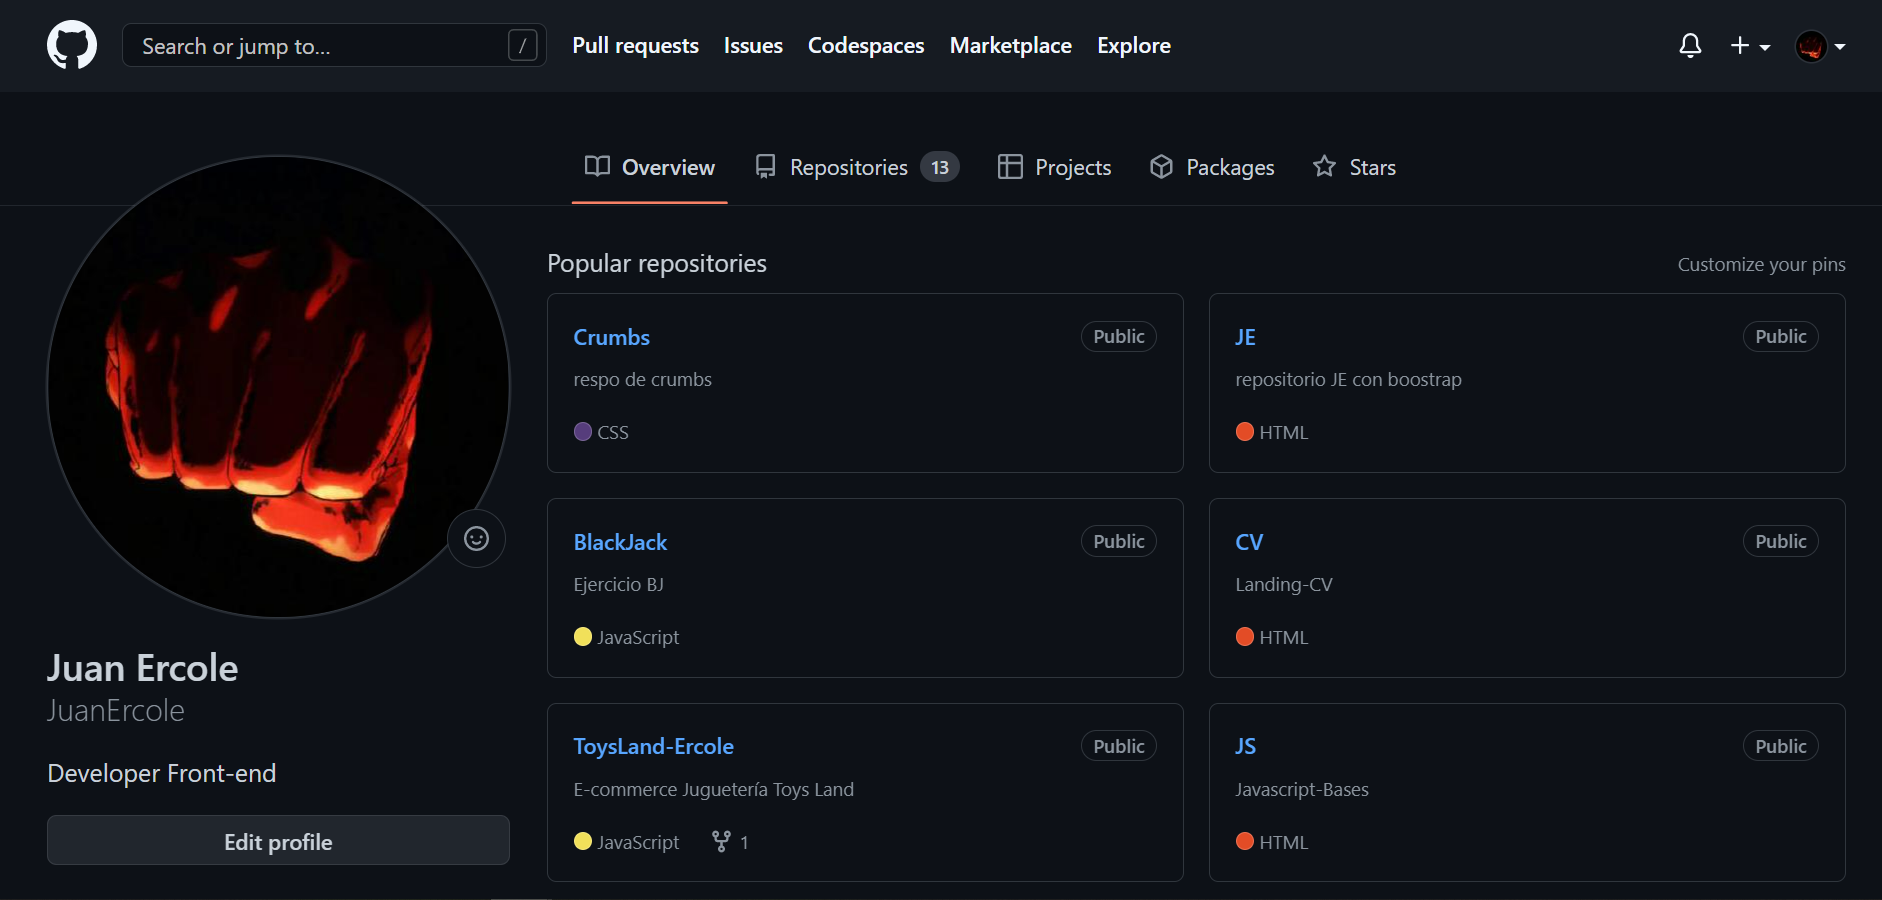 Search or jump to... /
Pull requests Issues Codespaces Marketplace Explore
Overview Repositories 13 Projects Packages Stars
Popular repositories
Customize your pins
Crumbs Public
respo de crumbs
CSS
JE Public
repositorio JE con boostrap
HTML
BlackJack Public
Ejercicio BJ
JavaScript
CV Public
Landing-CV
HTML
ToysLand-Ercole Public
E-commerce Juguetería Toys Land
JavaScript 1
JS Public
Javascript-Bases
HTML
Juan Ercole
JuanErcole
Developer Front-end
Edit profile